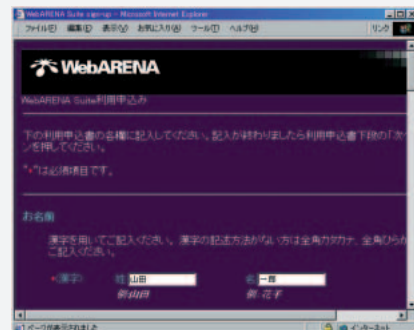 WebARENA Suite sign-up - Microsoft Internet Explorer
ファイル(F) 編集(E) 表示(V) お気に入り(A) ツール(T) ヘルプ(H) リンク
WebARENA
WebARENA Suite利用申込み
下の利用申込書の各欄に記入してください。記入が終わりましたら利用申込書下段の「次へ
ンを押してください。
"*"は必須項目です。
お名前
漢字を用いてご記入ください。漢字の記述方法がない方は全角カタカナ、全角ひらが
ご記入ください。
*(漢字) 姓 山田 名 一郎
例:山田 例:花子
ページが表示されました インターネット